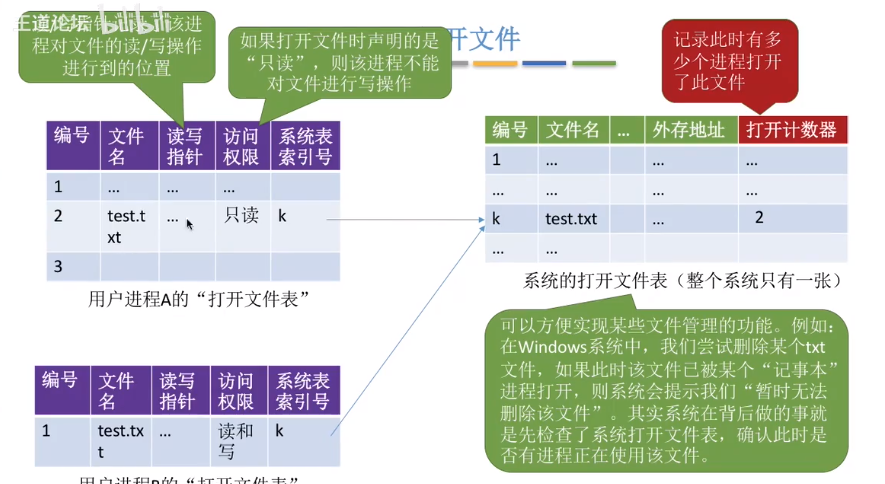 王道论坛 bilibili
该进
程对文件的读/写操作
进行到的位置
如果打开文件时声明的是
“只读”，则该进程不能
对文件进行写操作
开文件
记录此时有多
少个进程打开
了此文件
编号 文件名 读写指针 访问权限 系统表索引号
1 … … …
2 test.txt … 只读 k
3
用户进程A的“打开文件表”
编号 文件名 … 外存地址 打开计数器
1 … … …
… … … …
k test.txt … 2
… …
系统的打开文件表（整个系统只有一张）
编号 文件名 读写指针 访问权限 系统表索引号
1 test.txt … 读和写 k
用户进程B的“打开文件表”
可以方便实现某些文件管理的功能。例如：
在Windows系统中，我们尝试删除某个txt
文件，如果此时该文件已被某个“记事本”
进程打开，则系统会提示我们“暂时无法
删除该文件”。其实系统在背后做的事就
是先检查了系统打开文件表，确认此时是
否有进程正在使用该文件。